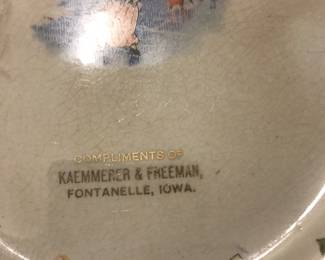 COMPLIMENTS OF
KAEMMERER & FREEMAN,
FONTANELLE, IOWA.